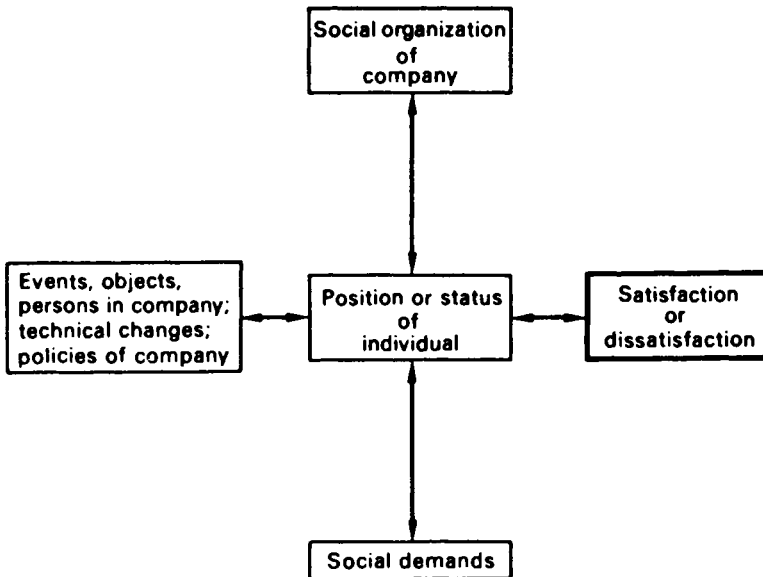 Social organization
of
company
Events, objects,
persons in company;
technical changes;
policies of company
Position or status
of
individual
Satisfaction
or
dissatisfaction
Social demands